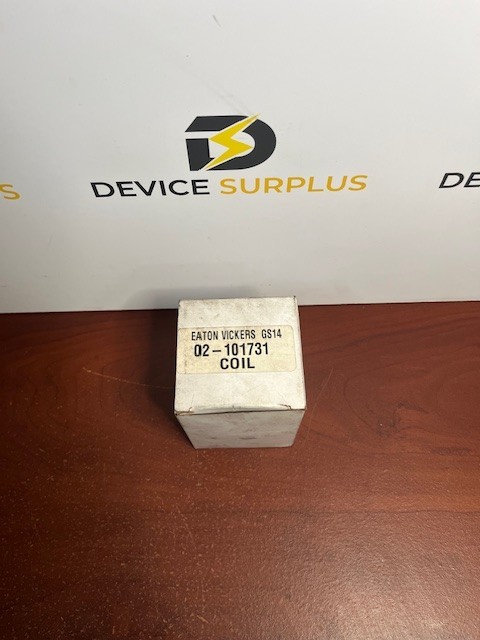 DEVICE SURPLUS
DE
S
EATON VICKERS GS14
02-101731
COIL